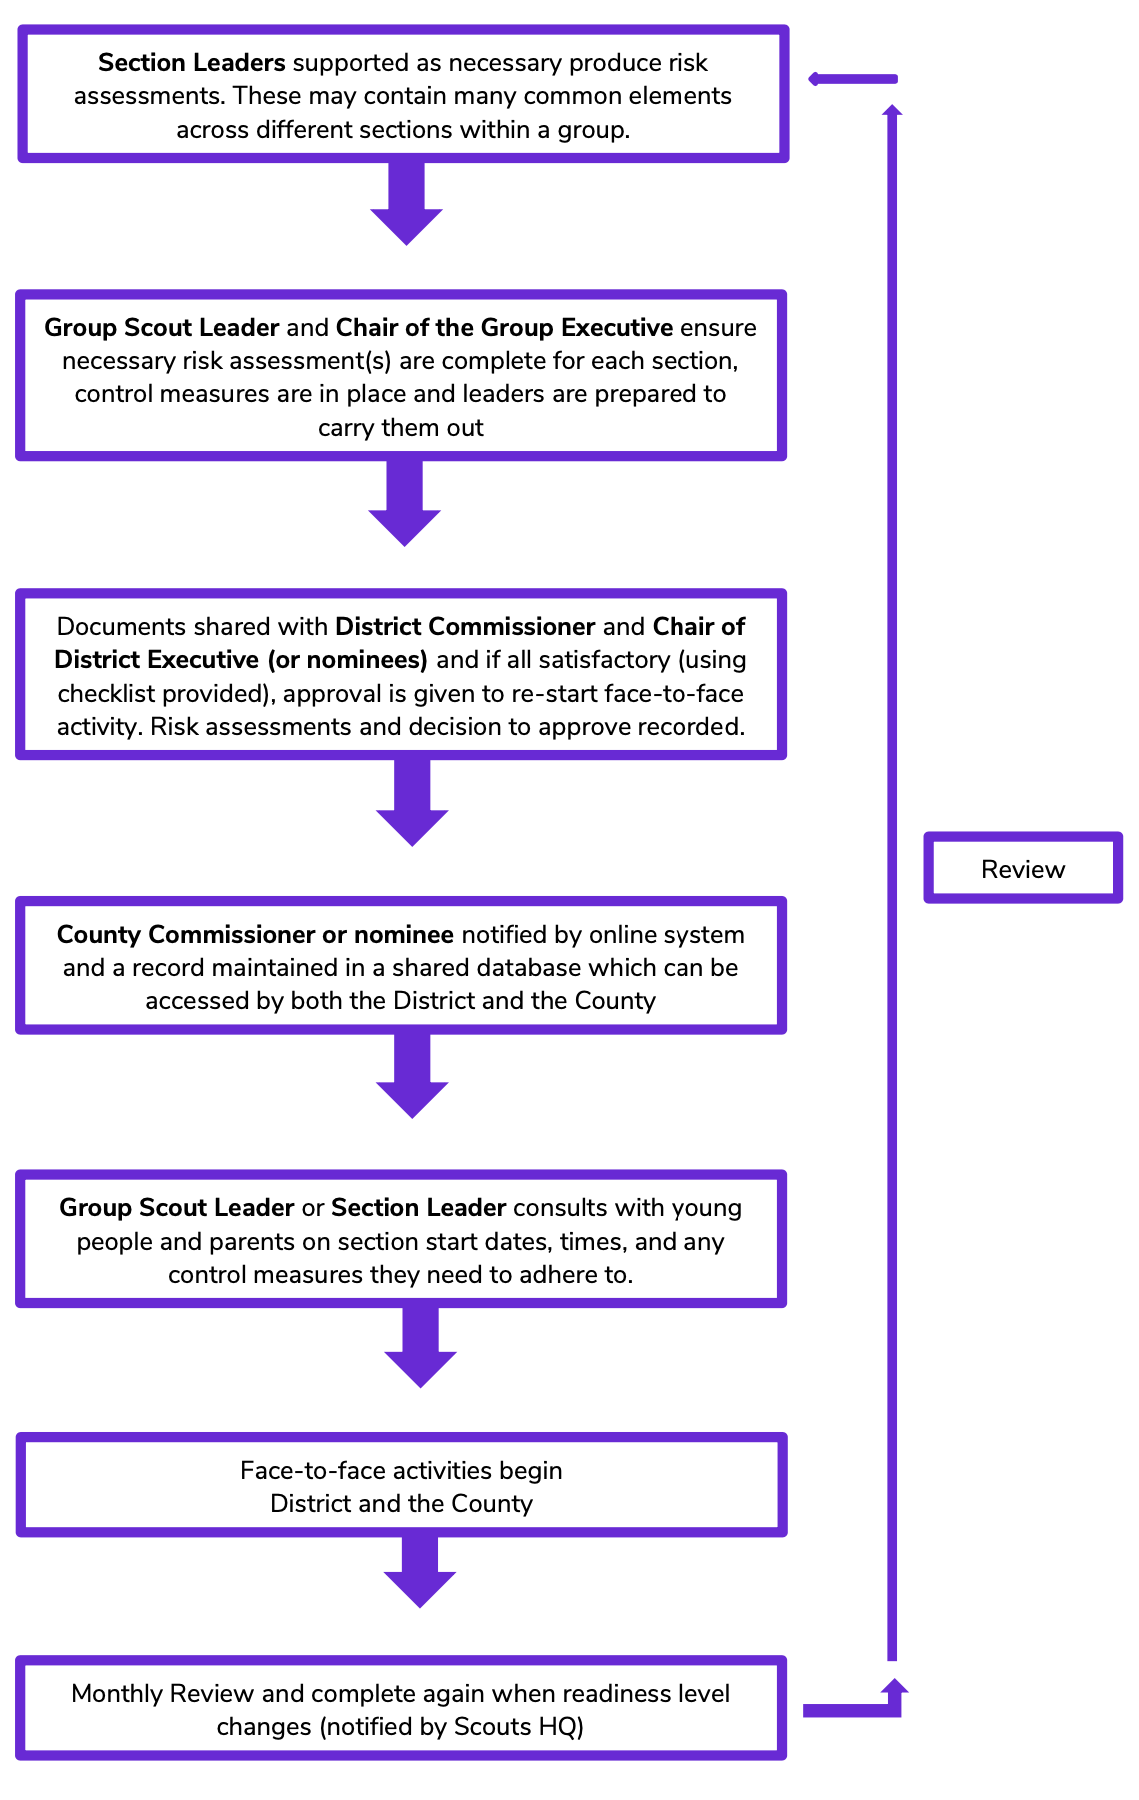 Section Leaders supported as necessary produce risk
assessments. These may contain many common elements
across different sections within a group.
Group Scout Leader and Chair of the Group Executive ensure
necessary risk assessment(s) are complete for each section,
control measures are in place and leaders are prepared to
carry them out
Documents shared with District Commissioner and Chair of
District Executive (or nominees) and if all satisfactory (using
checklist provided), approval is given to re-start face-to-face
activity. Risk assessments and decision to approve recorded.
Review
County Commissioner or nominee notified by online system
and a record maintained in a shared database which can be
accessed by both the District and the County
Group Scout Leader or Section Leader consults with young
people and parents on section start dates, times, and any
control measures they need to adhere to.
Face-to-face activities begin
District and the County
Monthly Review and complete again when readiness level
changes (notified by Scouts HQ)